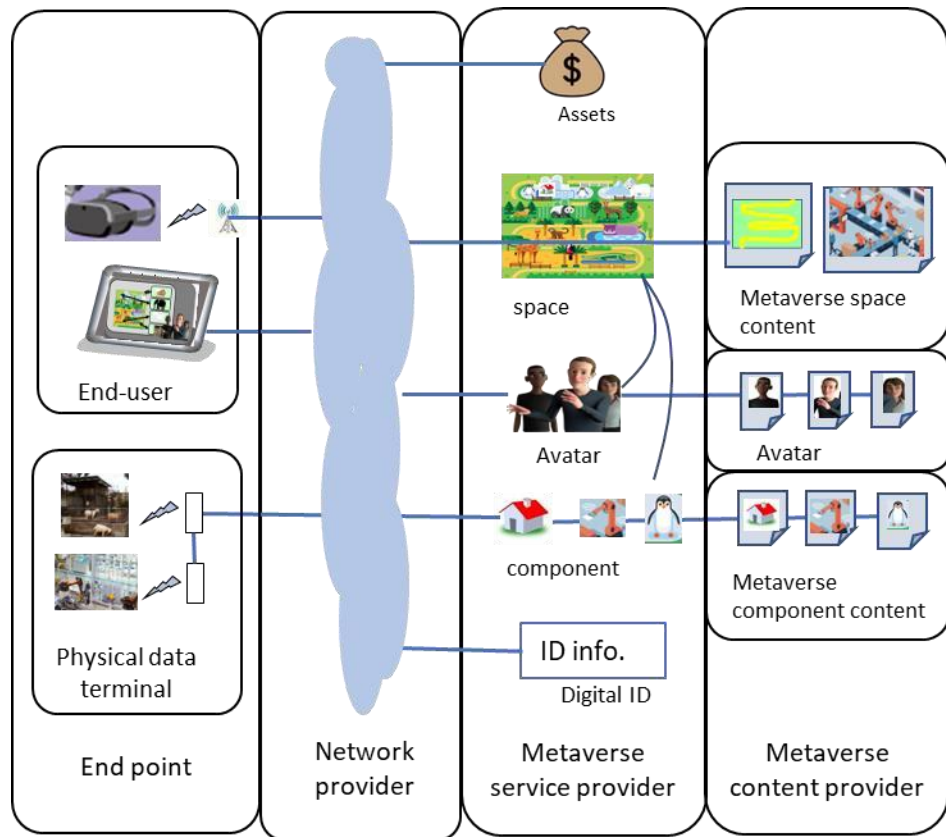 $
Assets
space
Metaverse space
content
End-user
Avatar
Avatar
component
Metaverse
component content
Physical data
terminal
ID info.
Digital ID
End point
Network
provider
Metaverse
service provider
Metaverse
content provider